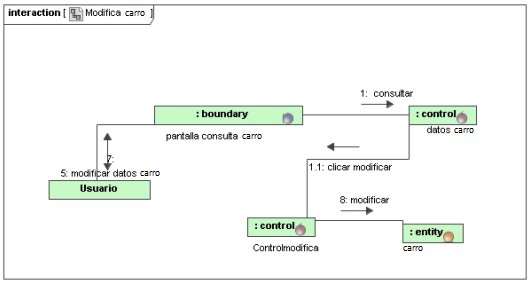 interaction [ Modifica carro ]
1: consultar
: boundary
: control
pantalla consulta carro
datos carro
7:
1.1: clicar modificar
5: modificar datos carro
Usuario
8: modificar
: control
: entity
Controlmodifica
carro